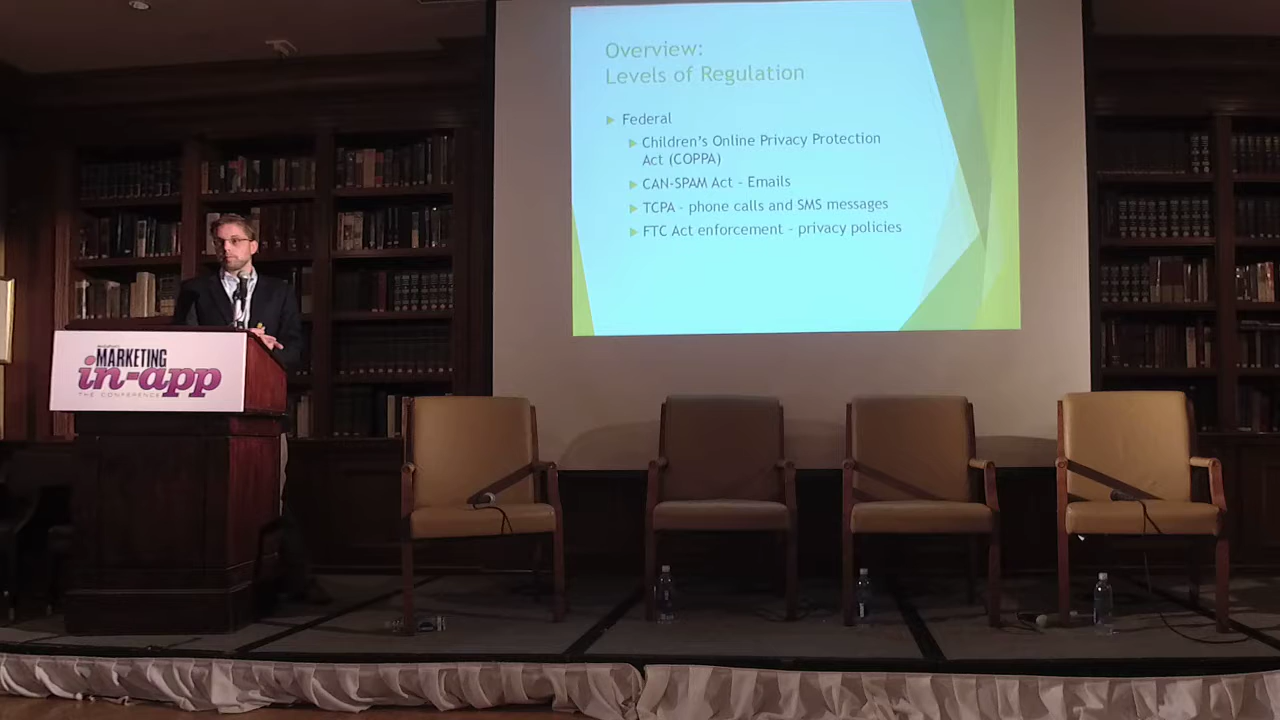 Overview:
Levels of Regulation
Federal
Children's Online Privacy Protection
Act (COPPA)
CAN-SPAM Act - Emails
TCPA - phone calls and SMS messages
FTC Act enforcement - privacy policies
MARKETING
in-app
THE CONFERENCE